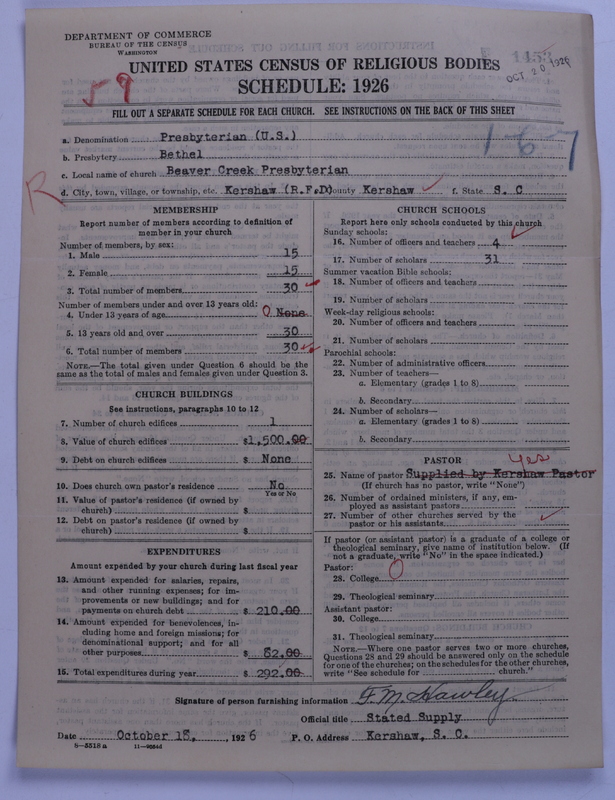 DEPARTMENT OF COMMERCE
BUREAU OF THE CENSUS
WASHINGTON
OCT 20 1926
UNITED STATES CENSUS OF RELIGIOUS BODIES
59
SCHEDULE: 1926
FILL OUT A SEPARATE SCHEDULE FOR EACH CHURCH. SEE INSTRUCTIONS ON THE BACK OF THIS SHEET
a. Denomination Presbyterian (U.S.)
167
b. Presbytery Bethel
c. Local name of church Beaver Creek Presbyterian
R
d. City, town, village, or township, etc. Kershaw (R.F.D) County Kershaw f. State S. C
MEMBERSHIP
Report number of members according to definition of
member in your church
Number of members, by sex:
1. Male 15
2. Female 15
3. Total number of members 30
Number of members under and over 13 years old:
4. Under 13 years of age 0 None
5. 13 years old and over 30
6. Total number of members 30
NOTE.—The total given under Question 6 should be the
same as the total of males and females given under Question 3.
CHURCH BUILDINGS
See instructions, paragraphs 10 to 12
7. Number of church edifices 1
8. Value of church edifices $1,500.00
9. Debt on church edifices $ None
10. Does church own pastor's residence No
Yes or No
11. Value of pastor's residence (if owned by
church) $
12. Debt on pastor's residence (if owned by
church) $
EXPENDITURES
Amount expended by your church during last fiscal year
13. Amount expended for salaries, repairs,
and other running expenses; for im-
provements or new buildings; and for
payments on church debt $ 210.00
14. Amount expended for benevolences, in-
cluding home and foreign missions; for
denominational support; and for all
other purposes $ 82.00
15. Total expenditures during year $ 292.00
CHURCH SCHOOLS
Report here only schools conducted by this church
Sunday schools:
16. Number of officers and teachers 4
17. Number of scholars 31
Summer vacation Bible schools:
18. Number of officers and teachers
19. Number of scholars
Week-day religious schools:
20. Number of officers and teachers
21. Number of scholars
Parochial schools:
22. Number of administrative officers
23. Number of teachers—
a. Elementary (grades 1 to 8)
b. Secondary
24. Number of scholars—
a. Elementary (grades 1 to 8)
b. Secondary
PASTOR
Yes
25. Name of pastor Supplied by Kershaw Pastor
(If church has no pastor, write "None")
26. Number of ordained ministers, if any, em-
ployed as assistant pastors
27. Number of other churches served by the
pastor or his assistants
If pastor (or assistant pastor) is a graduate of a college or
theological seminary, give name of institution below. (If
not a graduate, write "No" in the space indicated.)
Pastor:
28. College 0
29. Theological seminary
Assistant pastor:
30. College
31. Theological seminary
NOTE.—Where one pastor serves two or more churches,
Questions 28 and 29 should be answered only on the schedule
for one of the churches; on the schedules for the other churches,
write "See schedule for church."
Signature of person furnishing information F. M. Hawley
Official title Stated Supply
Date October 15, 1926 P. O. Address Kershaw, S. C.
8—5518a